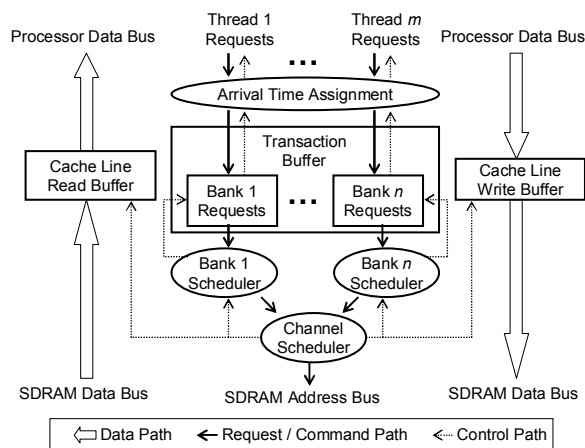 Thread 1
Requests
...
Thread m
Requests
Processor Data Bus
Processor Data Bus
Arrival Time Assignment
Transaction
Buffer
Cache Line
Read Buffer
Bank 1
Requests
...
Bank n
Requests
Cache Line
Write Buffer
Bank 1
Scheduler
Bank n
Scheduler
Channel
Scheduler
SDRAM Data Bus
SDRAM Address Bus
SDRAM Data Bus
Data Path
Request / Command Path
Control Path